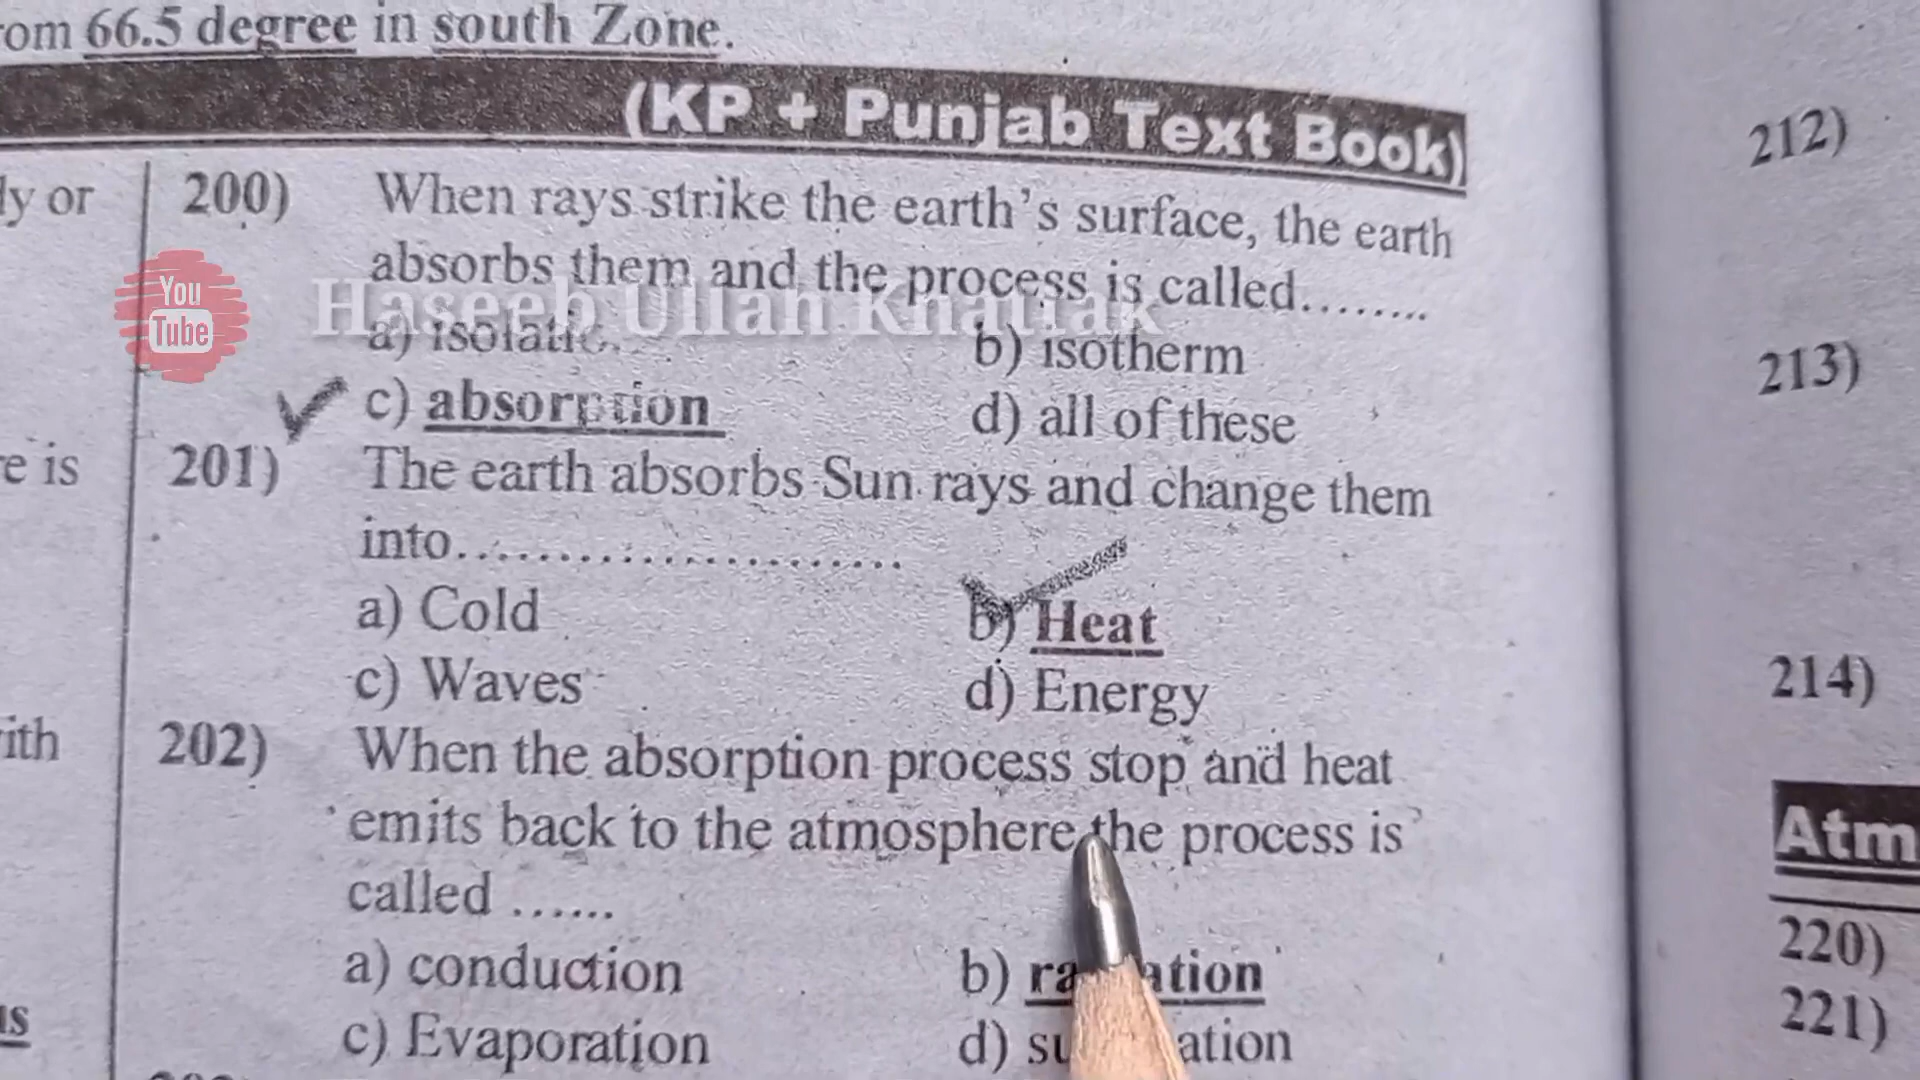 om 66.5 degree in south Zone.
(KP + Punjab Text Book)
ly or
200) When rays strike the earth's surface, the earth
absorbs them and the process is called........
You
Tube
Haseeb Ullah Khattak
a)
b) isotherm
c) absorption
d) all of these
e is
201) The earth absorbs Sun rays and change them
into........................
a) Cold
b) Heat
c) Waves
d) Energy
ith
202) When the absorption process stop and heat
emits back to the atmosphere the process is
called ......
a) conduction
b)
c) Evaporation
d)
us
212)
213)
214)
Atm
220)
221)